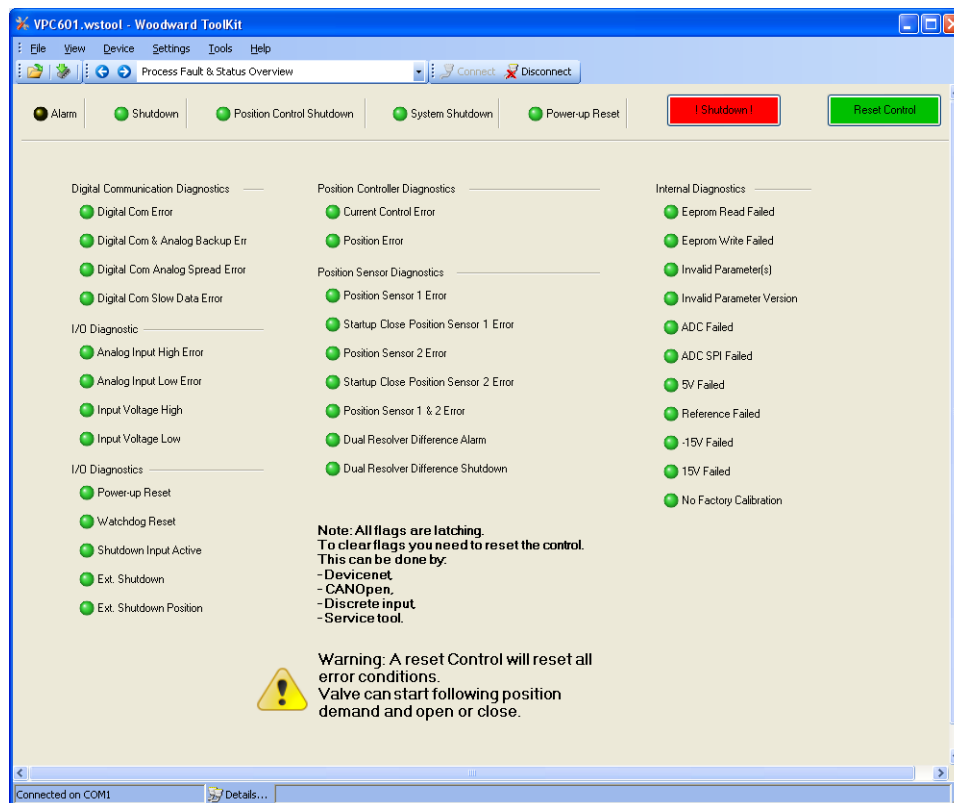 VPC601.wstool - Woodward ToolKit
File View Device Settings Tools Help
Process Fault & Status Overview
Connect Disconnect
Alarm Shutdown Position Control Shutdown System Shutdown Power-up Reset ! Shutdown ! Reset Control
Digital Communication Diagnostics
Digital Com Error
Digital Com & Analog Backup Err
Digital Com Analog Spread Error
Digital Com Slow Data Error
I/O Diagnostic
Analog Input High Error
Analog Input Low Error
Input Voltage High
Input Voltage Low
I/O Diagnostics
Power-up Reset
Watchdog Reset
Shutdown Input Active
Ext. Shutdown
Ext. Shutdown Position
Position Controller Diagnostics
Current Control Error
Position Error
Position Sensor Diagnostics
Position Sensor 1 Error
Startup Close Position Sensor 1 Error
Position Sensor 2 Error
Startup Close Position Sensor 2 Error
Position Sensor 1 & 2 Error
Dual Resolver Difference Alarm
Dual Resolver Difference Shutdown
Note: All flags are latching.
To clear flags you need to reset the control.
This can be done by:
- Devicenet,
- CANOpen,
- Discrete input,
- Service tool.
Warning: A reset Control will reset all
error conditions.
Valve can start following position
demand and open or close.
Internal Diagnostics
Eeprom Read Failed
Eeprom Write Failed
Invalid Parameter(s)
Invalid Parameter Version
ADC Failed
ADC SPI Failed
5V Failed
Reference Failed
-15V Failed
15V Failed
No Factory Calibration
Connected on COM1 Details...